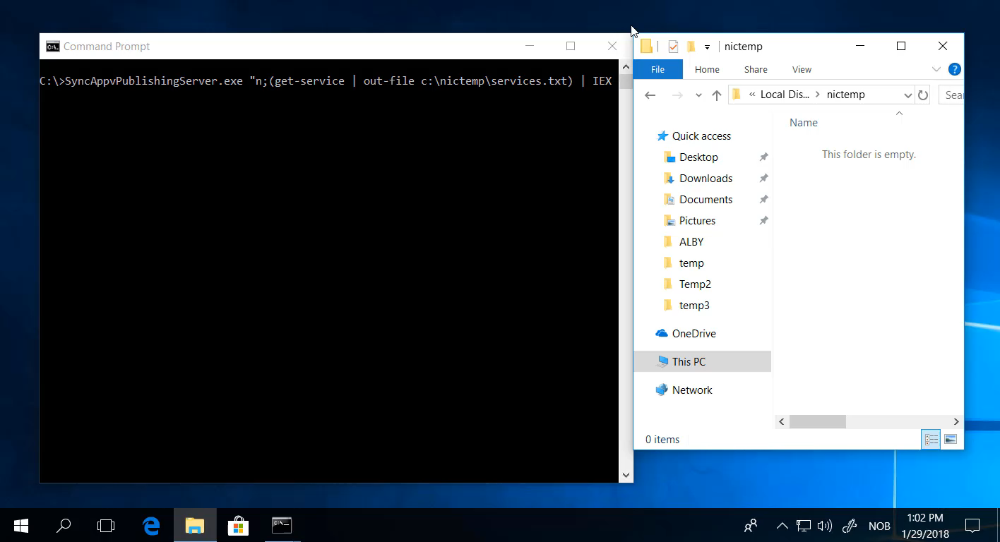 Command Prompt
C:\>SyncAppvPublishingServer.exe "n;(get-service | out-file c:\nictemp\services.txt) | IEX
nictemp
File Home Share View
« Local Dis... > nictemp
Sear
Name
This folder is empty.
Quick access
Desktop
Downloads
Documents
Pictures
ALBY
temp
Temp2
temp3
OneDrive
This PC
Network
0 items
NOB
1:02 PM
1/29/2018